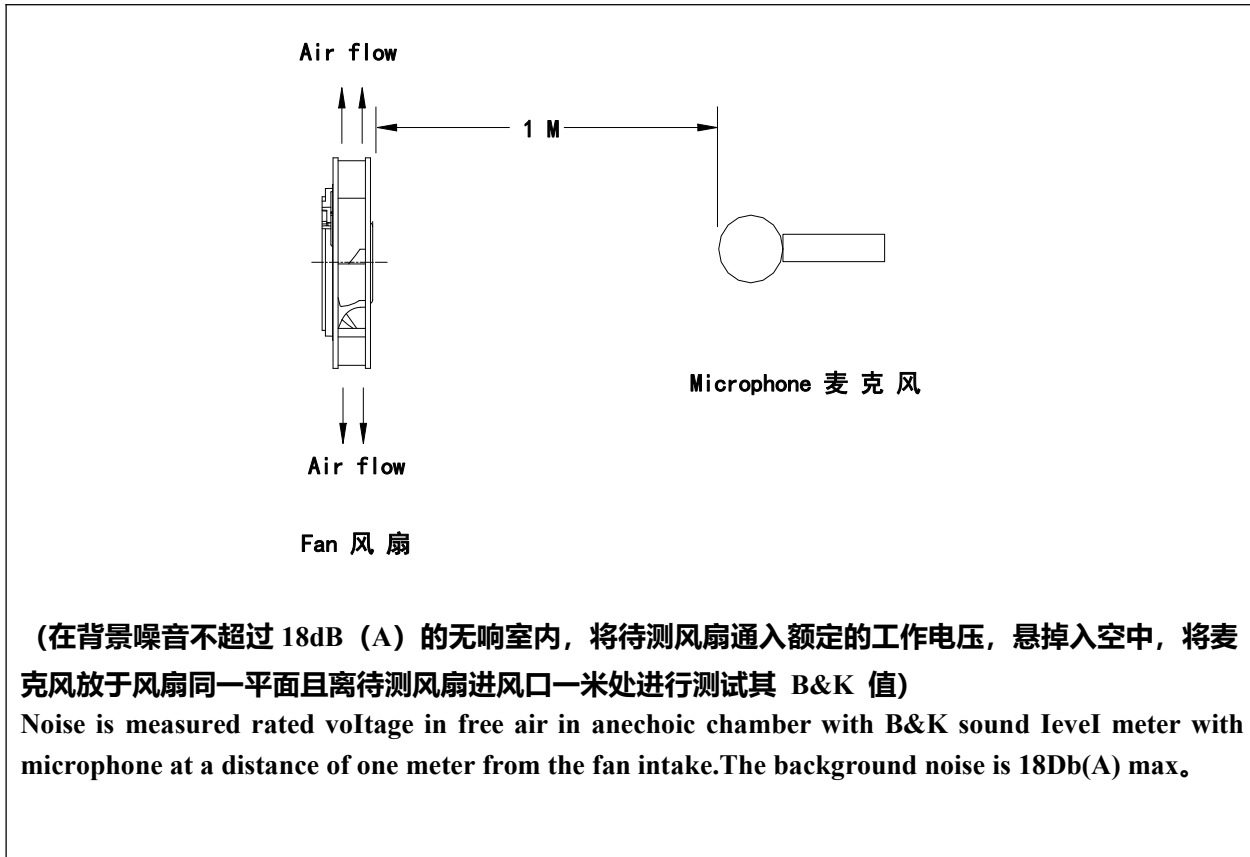 Air flow
1 M
Microphone 麦 克 风
Air flow
Fan 风 扇
（在背景噪音不超过 18dB（A）的无响室内，将待测风扇通入额定的工作电压，悬掉入空中，将麦
克风放于风扇同一平面且离待测风扇进风口一米处进行测试其 B&K 值)
Noise is measured rated voItage in free air in anechoic chamber with B&K sound IeveI meter with
microphone at a distance of one meter from the fan intake.The background noise is 18Db(A) max。